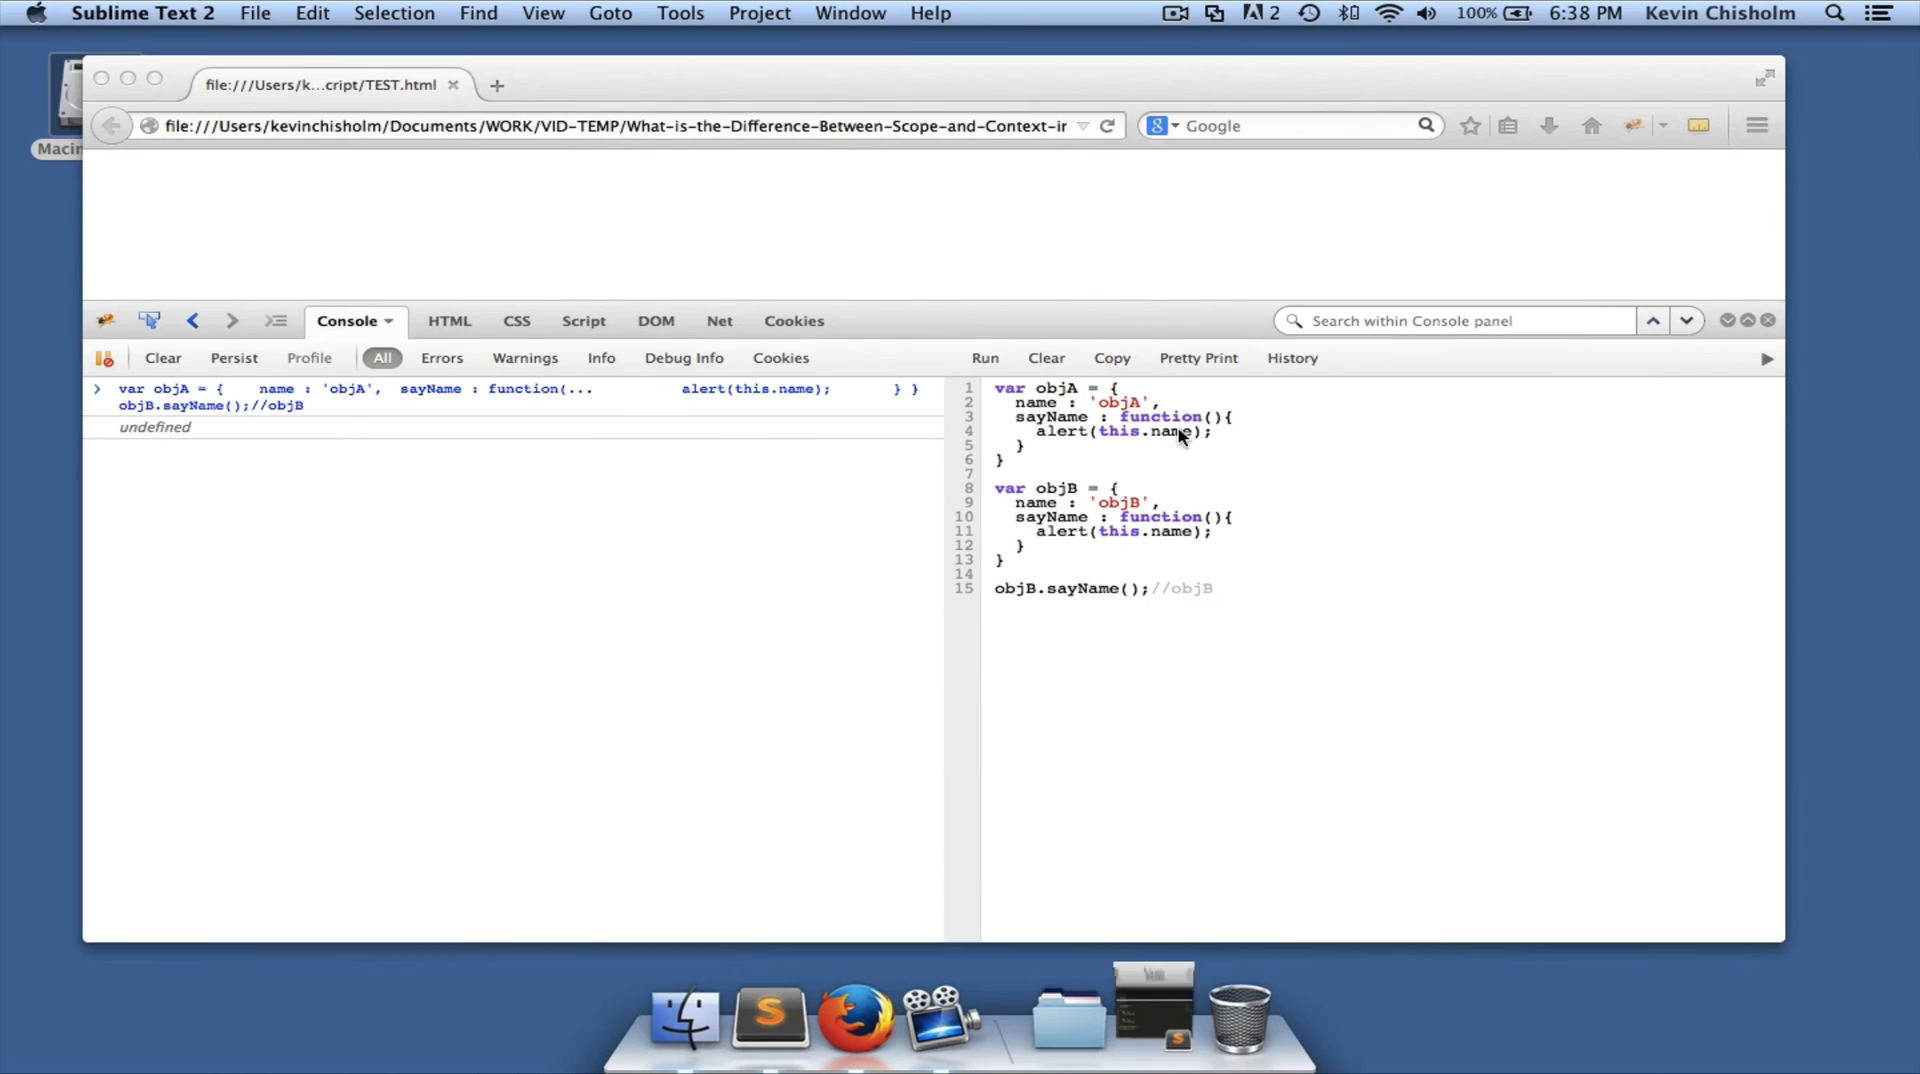 Sublime Text 2 File Edit Selection Find View Goto Tools Project Window Help 2 100% 6:38 PM Kevin Chisholm
file:///Users/k...cript/TEST.html
file:///Users/kevinchisholm/Documents/WORK/VID-TEMP/What-is-the-Difference-Between-Scope-and-Context-ir
Google
Macin
Console HTML CSS Script DOM Net Cookies Search within Console panel
Clear Persist Profile All Errors Warnings Info Debug Info Cookies Run Clear Copy Pretty Print History
var objA = { name : 'objA', sayName : function(... alert(this.name); } }
objB.sayName();//objB
undefined
1 var objA = {
2 name : 'objA',
3 sayName : function(){
4 alert(this.name);
5 }
6 }
7
8 var objB = {
9 name : 'objB',
10 sayName : function(){
11 alert(this.name);
12 }
13 }
14
15 objB.sayName();//objB